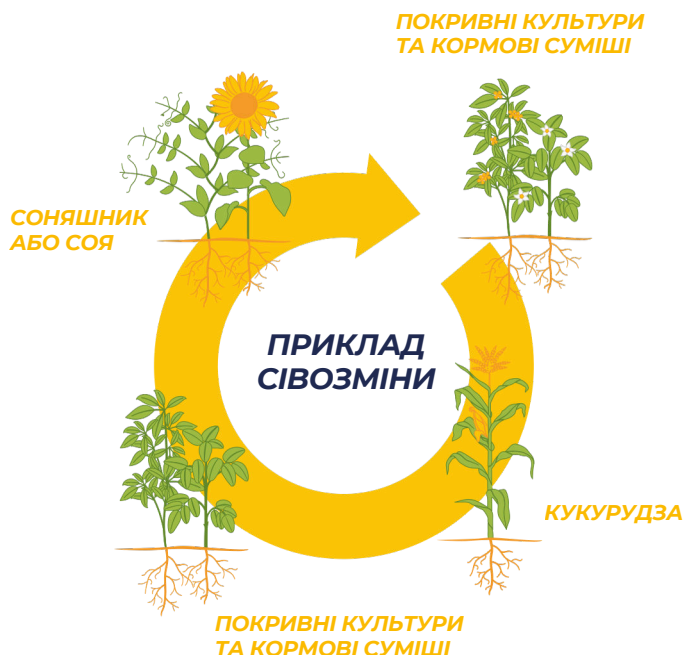 ПОКРИВНІ КУЛЬТУРИ
ТА КОРМОВІ СУМІШІ
СОНЯШНИК
АБО СОЯ
ПРИКЛАД
СІВОЗМІНИ
КУКУРУДЗА
ПОКРИВНІ КУЛЬТУРИ
ТА КОРМОВІ СУМІШІ